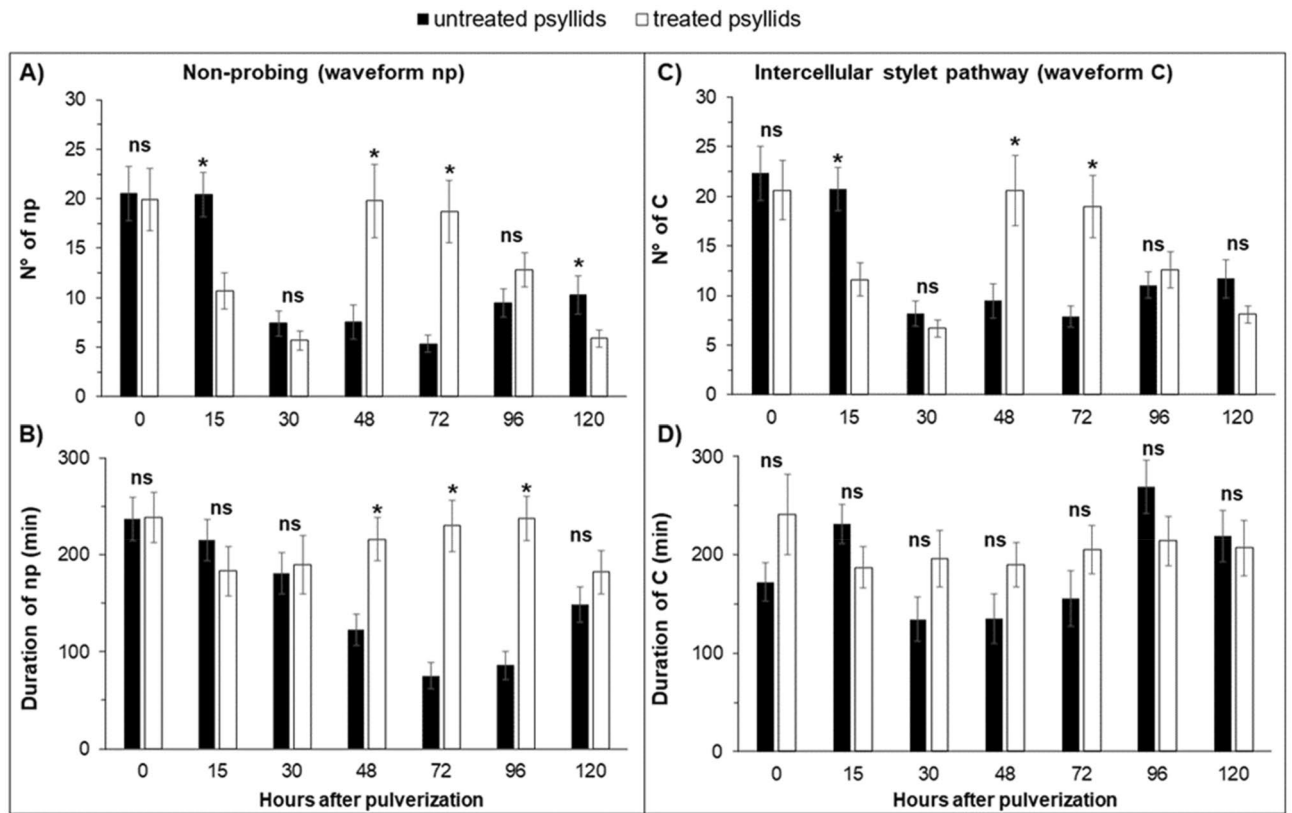 untreated psyllids treated psyllids
A) Non-probing (waveform np)
N° of np
30
25
20
15
10
5
0
ns * ns * * ns *
0 15 30 48 72 96 120
B)
Duration of np (min)
300
200
100
0
ns ns ns * * * ns
0 15 30 48 72 96 120
Hours after pulverization
C) Intercellular stylet pathway (waveform C)
N° of C
30
25
20
15
10
5
0
ns * ns * * ns ns
0 15 30 48 72 96 120
D)
Duration of C (min)
300
200
100
0
ns ns ns ns ns ns ns
0 15 30 48 72 96 120
Hours after pulverization